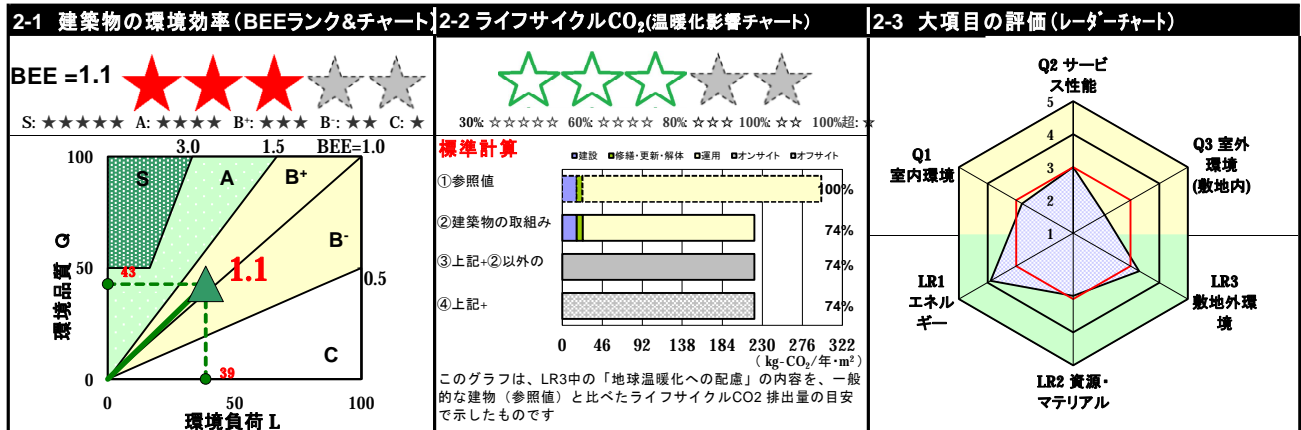 2-1 建築物の環境効率(BEEランク&チャート)
BEE =1.1
S: ★★★★★ A: ★★★★ B⁺: ★★★ B⁻: ★★ C: ★
3.0 1.5 BEE=1.0
100
S A B⁺
B⁻
50
43
1.1
0.5
C
39
0
0 50 100
環境品質 Q
環境負荷 L
2-2 ライフサイクルCO₂(温暖化影響チャート)
30%: ☆☆☆☆☆ 60%: ☆☆☆☆ 80%: ☆☆☆ 100%: ☆☆ 100%超: ★
標準計算
■建設 ■修繕・更新・解体 □運用 ■オンサイト ■オフサイト
①参照値 100%
②建築物の取組み 74%
③上記+②以外の 74%
④上記+ 74%
0 46 92 138 184 230 276 322
( kg-CO₂/年・m² )
このグラフは、LR3中の「地球温暖化への配慮」の内容を、一般
的な建物(参照値)と比べたライフサイクルCO2 排出量の目安
で示したものです
2-3 大項目の評価(レーダーチャート)
Q2 サービ
ス性能
5
4
3
2
1
Q1
室内環境
Q3 室外
環境
(敷地内)
LR1
エネル
ギー
LR3
敷地外環
境
LR2 資源・
マテリアル